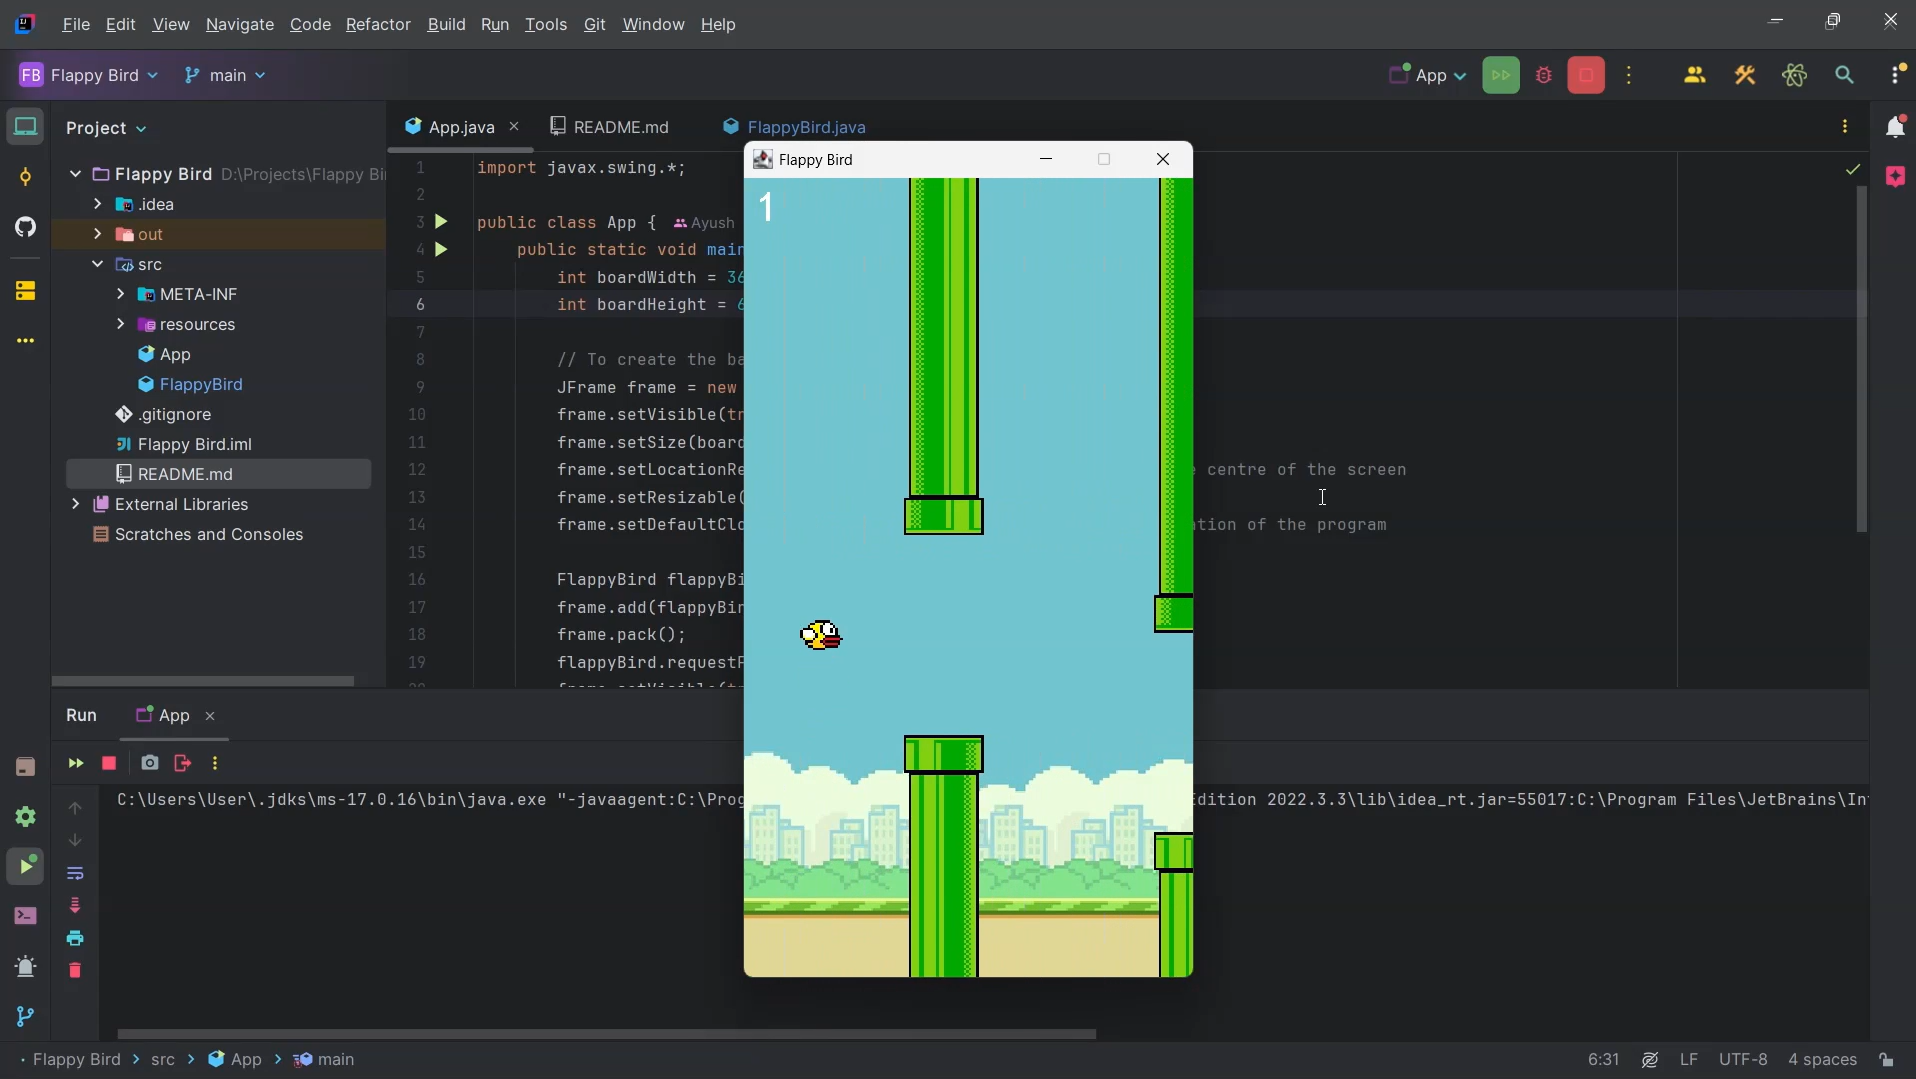 File Edit View Navigate Code Refactor Build Run Tools Git Window Help
FB Flappy Bird main App
Project
App.java README.md FlappyBird.java
Flappy Bird D:\Projects\Flappy Bi
.idea
out
src
META-INF
resources
App
FlappyBird
.gitignore
Flappy Bird.iml
README.md
External Libraries
Scratches and Consoles
1 import javax.swing.*;
2
3 public class App { Ayush
4 public static void main
5 int boardWidth = 36
6 int boardHeight = 6
7
8 // To create the ba
9 JFrame frame = new
10 frame.setVisible(tr
11 frame.setSize(board
12 frame.setLocationRe centre of the screen
13 frame.setResizable(
14 frame.setDefaultClo ation of the program
15
16 FlappyBird flappyBi
17 frame.add(flappyBir
18 frame.pack();
19 flappyBird.requestF
Flappy Bird
1
Run App
C:\Users\User\.jdks\ms-17.0.16\bin\java.exe "-javaagent:C:\Prog Edition 2022.3.3\lib\idea_rt.jar=55017:C:\Program Files\JetBrains\In
Flappy Bird src App main
6:31 LF UTF-8 4 spaces